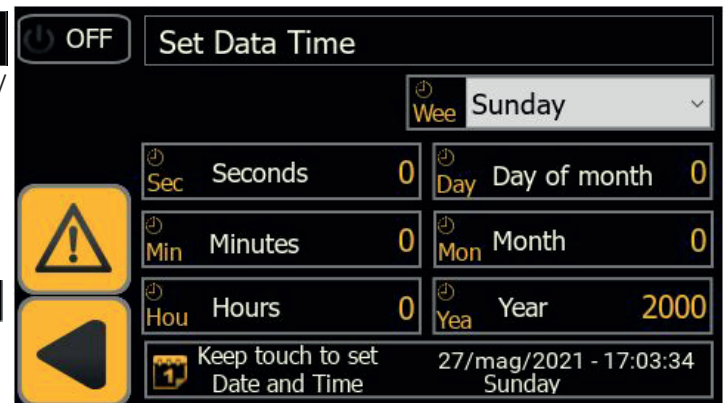 OFF
Set Data Time
Wee Sunday
Sec Seconds 0
Day Day of month 0
Min Minutes 0
Mon Month 0
Hou Hours 0
Yea Year 2000
1 Keep touch to set
Date and Time
27/mag/2021 - 17:03:34
Sunday